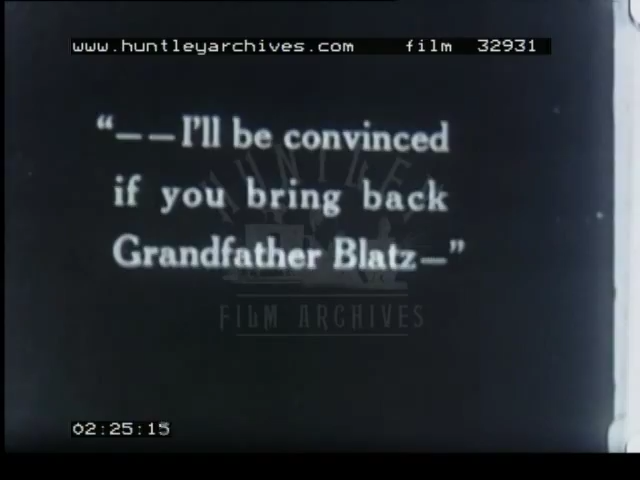 www.huntleyarchives.com film 32931
“——I’ll be convinced
if you bring back
Grandfather Blatz—”
HUNTLEY
FILM ARCHIVES
02:25:15